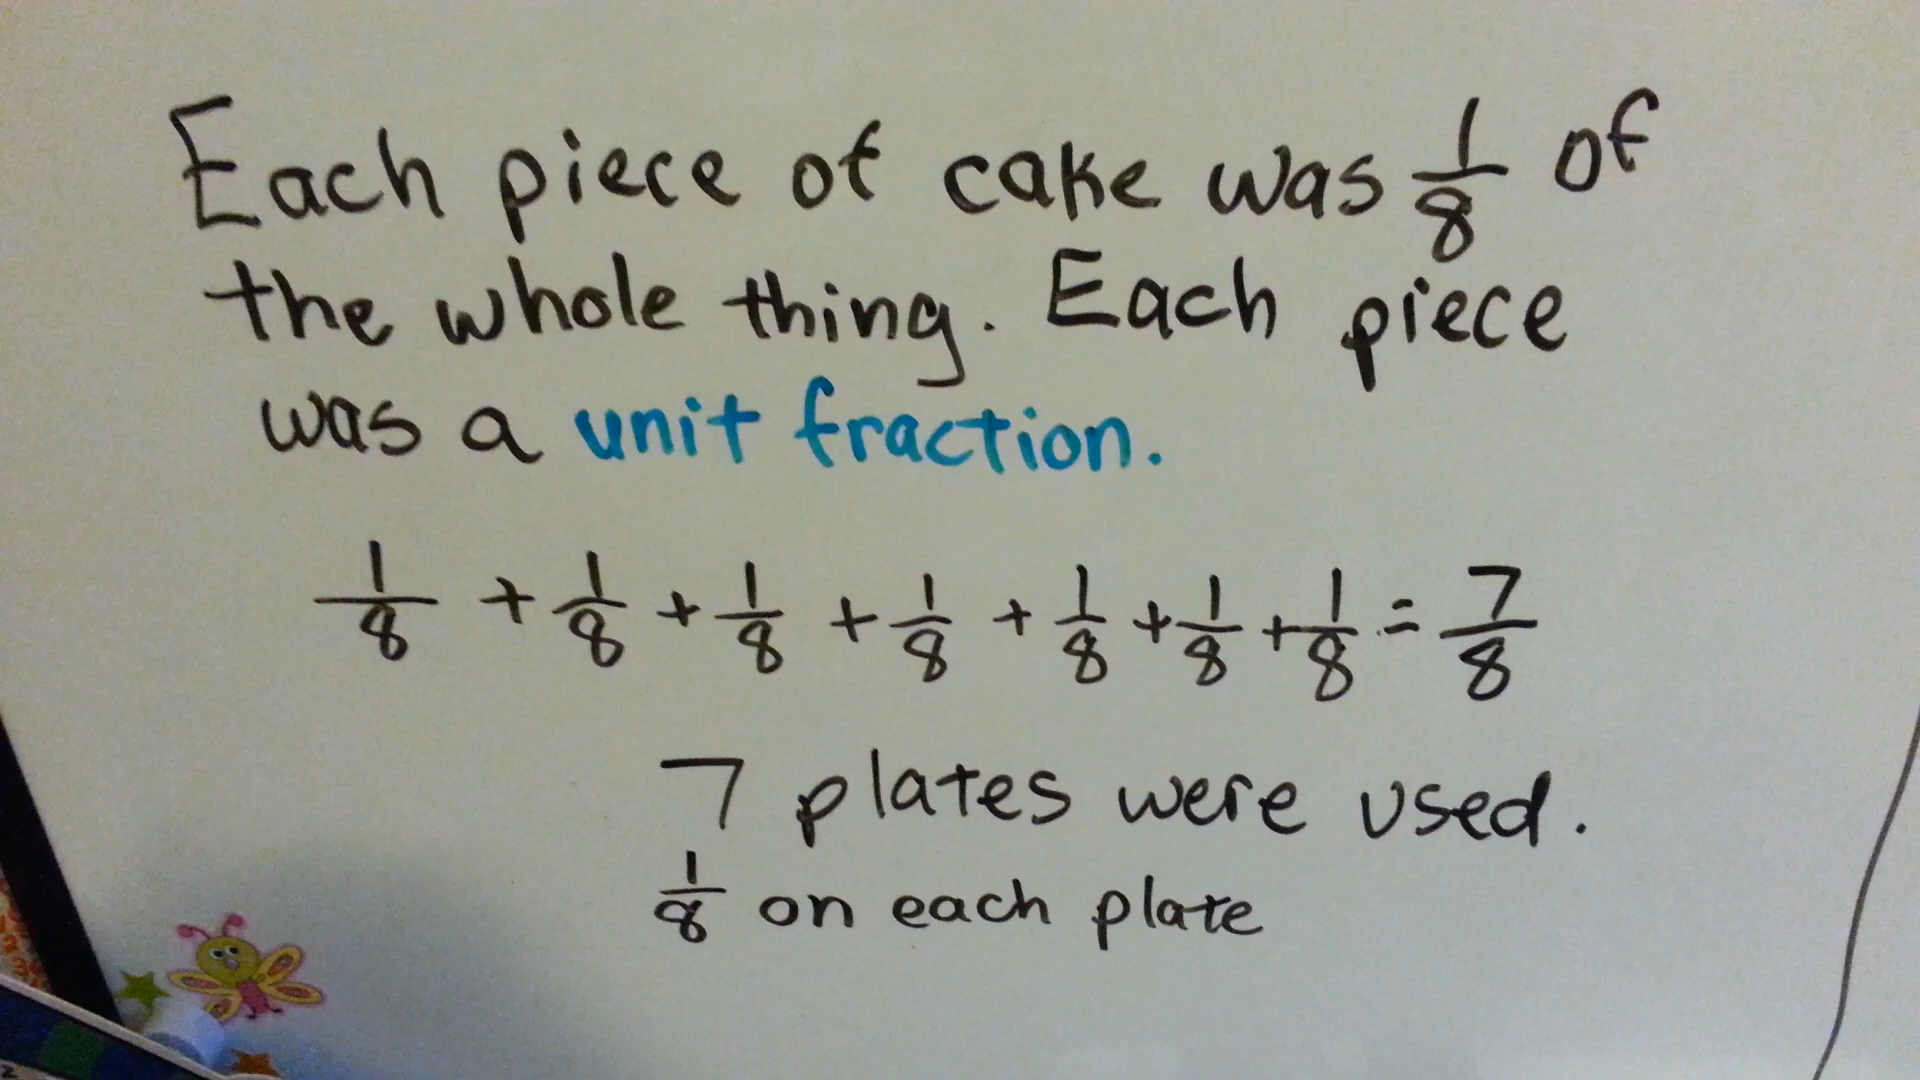 Each piece of cake was 1/8 of
the whole thing. Each piece
was a unit fraction.
1/8 + 1/8 + 1/8 + 1/8 + 1/8 + 1/8 + 1/8 = 7/8
7 plates were used.
1/8 on each plate